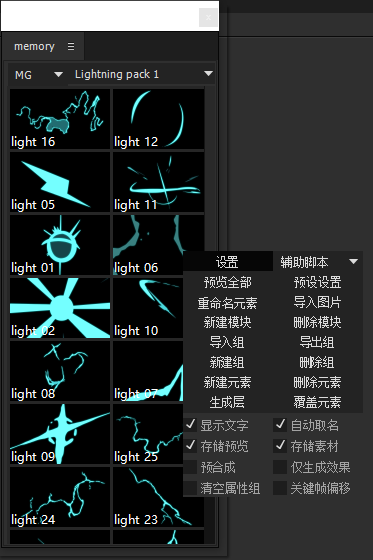 memory ☰
MG Lightning pack 1
light 16 light 12
light 05 light 11
light 01 light 06
light 02 light 10
light 08 light 07
light 09 light 25
light 24 light 23
设置 辅助脚本
预览全部 预设设置
重命名元素 导入图片
新建模块 删除模块
导入组 导出组
新建组 删除组
新建元素 删除元素
生成层 覆盖元素
显示文字 自动取名
存储预览 存储素材
预合成 仅生成效果
清空属性组 关键帧偏移